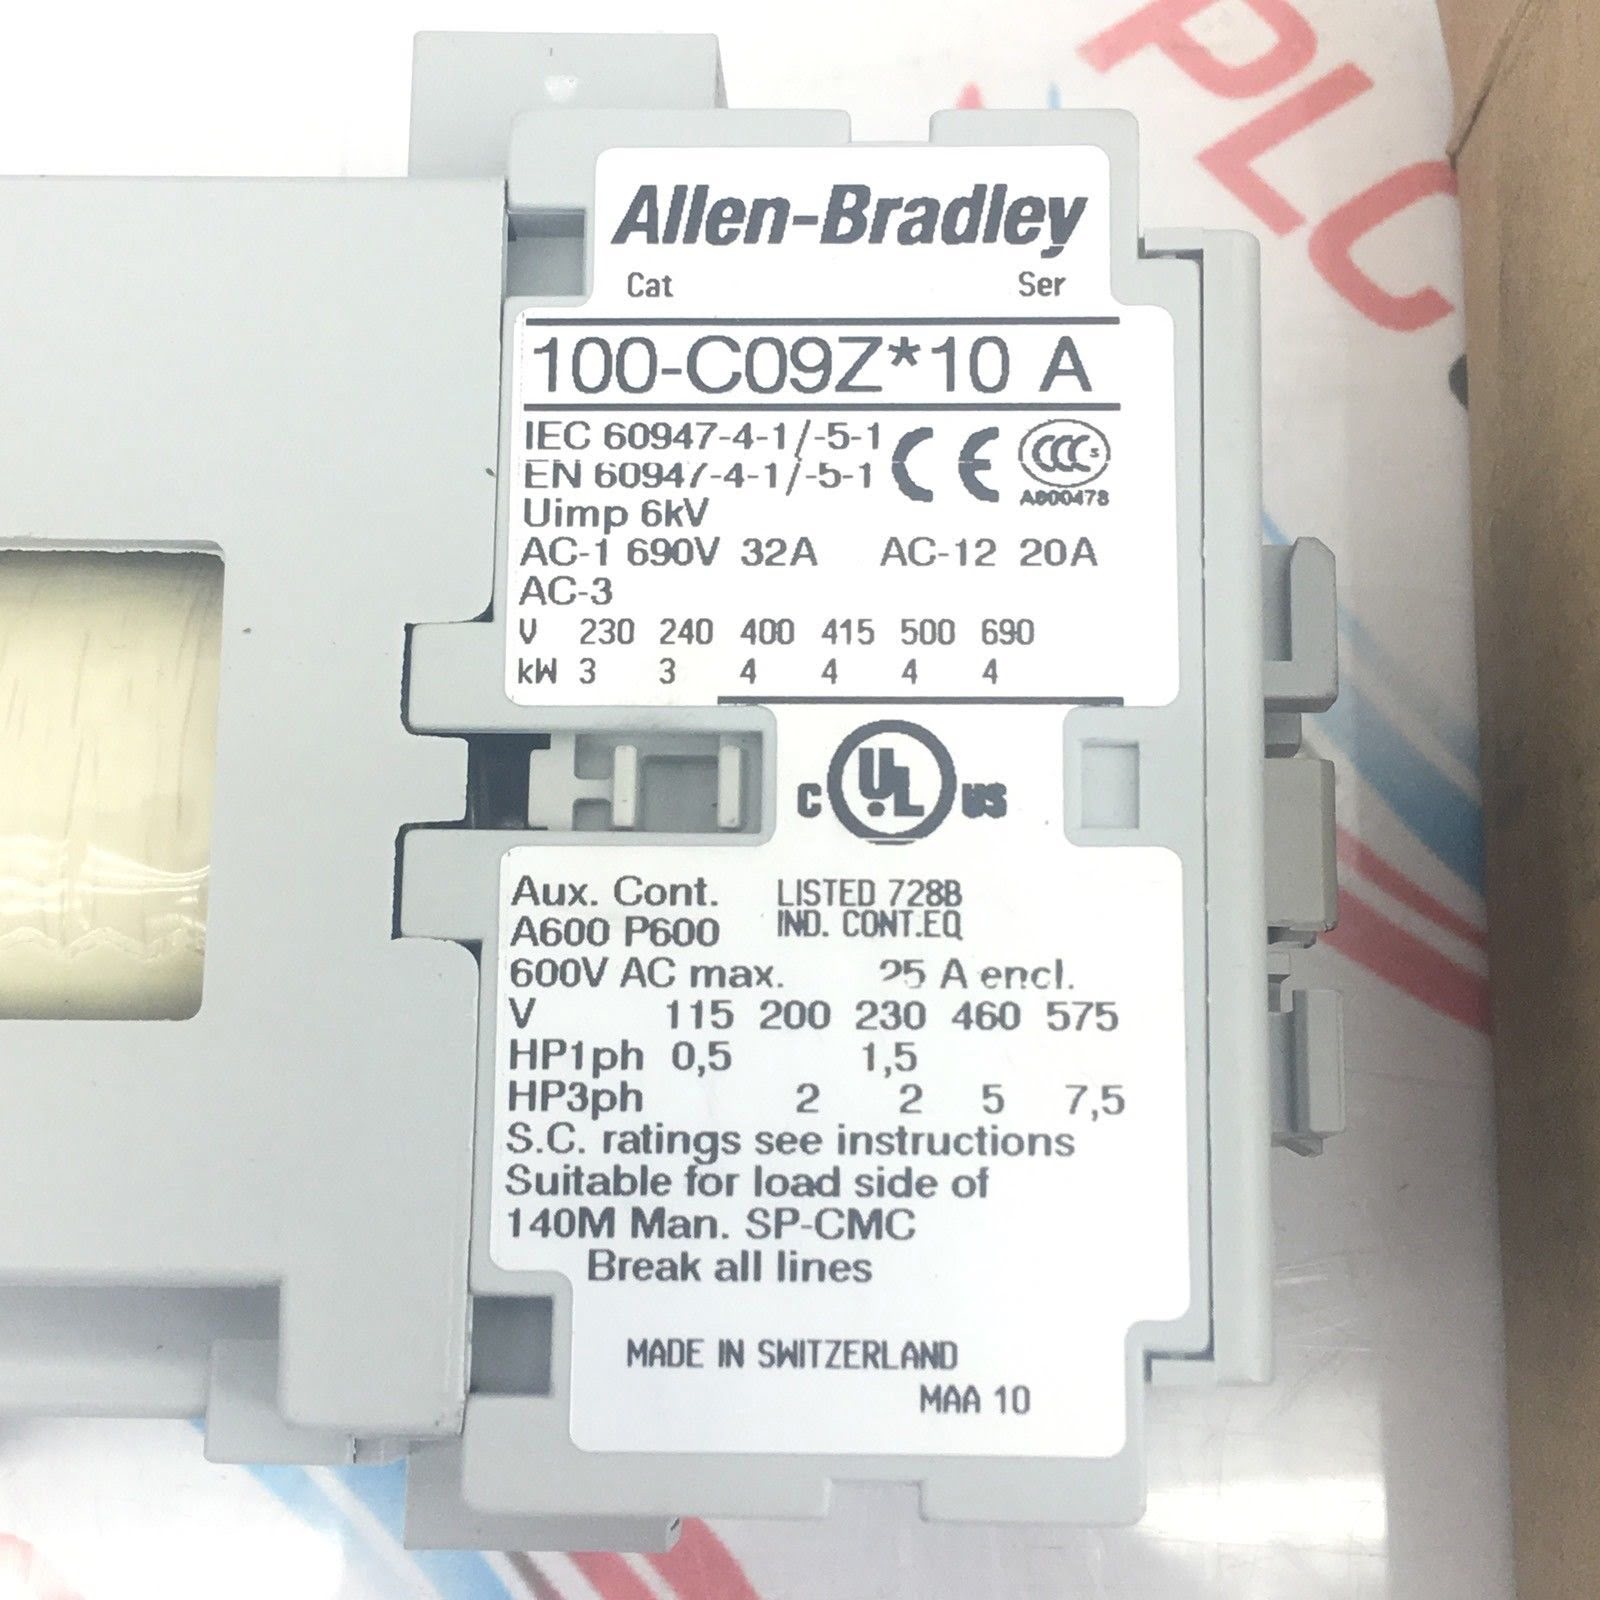 PLC
Allen-Bradley
Cat Ser
100-C09Z*10 A
IEC 60947-4-1/-5-1
EN 60947-4-1/-5-1
CE
CCC S
A000478
Uimp 6kV
AC-1 690V 32A AC-12 20A
AC-3
V 230 240 400 415 500 690
kW 3 3 4 4 4 4
C UL US
Aux. Cont. LISTED 728B
A600 P600 IND. CONT.EQ
600V AC max. 25 A encl.
V 115 200 230 460 575
HP1ph 0,5 1,5
HP3ph 2 2 5 7,5
S.C. ratings see instructions
Suitable for load side of
140M Man. SP-CMC
Break all lines
MADE IN SWITZERLAND
MAA 10